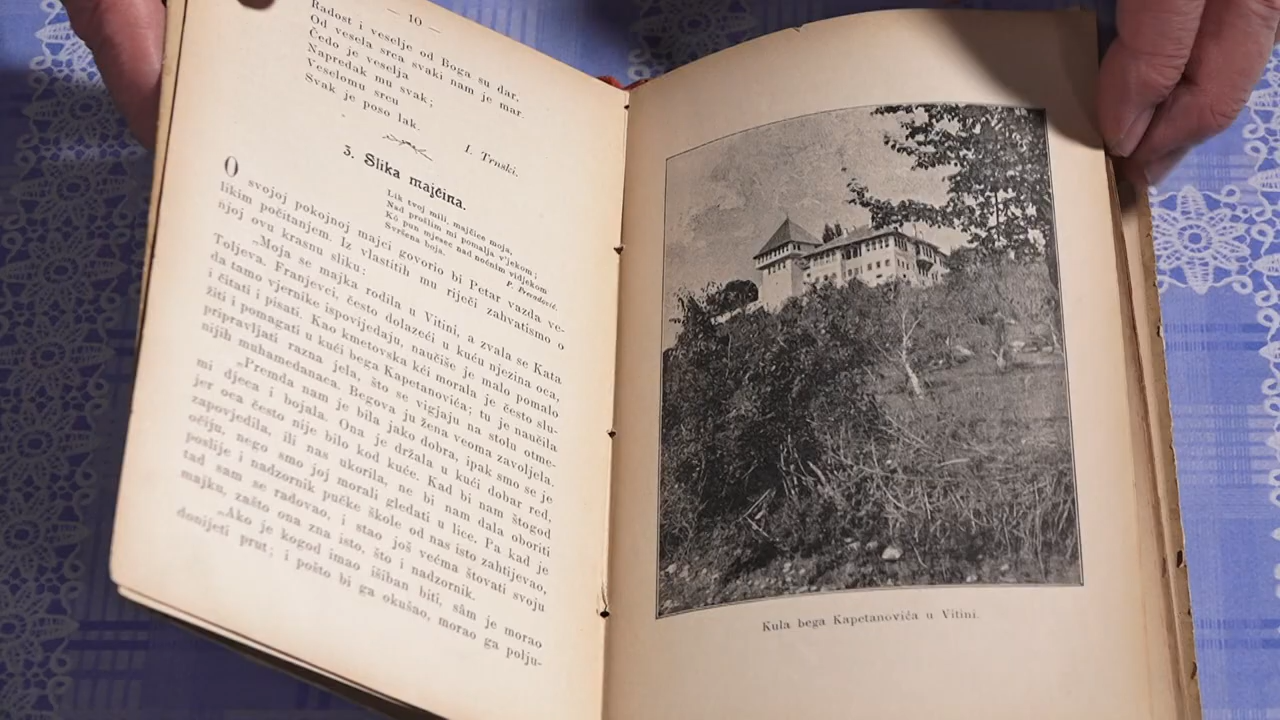 — 10 —
Radost i veselje od Boga su dar,
Od vesela srca svaki nam je mar.
Čedo je veselja
Napredak mu svak;
Veselomu srcu
Svak je poso lak.
I. Trnski.
3. Slika majčina.
Lik tvoj mili, majčice moja,
Nad prošlim mi pomalja v'jekom;
Kô pun mjesec nad noćnim vidjekom
Svršena boja.
P. Preradović.
O svojoj pokojnoj majci govorio bi Petar vazda ve-
likim počitanjem. Iz vlastitih mu riječi zahvatismo o
njoj ovu krasnu sliku:
„Moja se majka rodila u Vitini, a zvala se Kata
Toljeva. Franjevci, često dolazeći u kuću njezina oca,
da tamo vjernike ispovijedaju, naučiše je malo pomalo
i čitati i pisati. Kao kmetovska kći morala je često slu-
žiti i pomagati u kući bega Kapetanovića; tu je naučila
pripravljati razna jela, što se vigjaju na stolu otme-
nijih muhamedanaca. Begova ju žena veoma zavoljela.
„Premda nam je bila jako dobra, ipak smo se je
mi djeca i bojala. Ona je držala u kući dobar red,
jer oca često nije bilo kod kuće. Kad bi nam štogod
zapovjedila, ili nas ukorila, ne bi nam dala oboriti
očiju, nego smo joj morali gledati u lice. Pa kad je
poslije i nadzornik pučke škole od nas isto zahtijevao,
tad sam se radovao, i stao još većma štovati svoju
majku, zašto ona zna isto, što i nadzornik.
„Ako je kogod imao išiban biti, sâm je morao
donijeti prut; i pošto bi ga okušao, morao ga polju-
Kula bega Kapetanovića u Vitini.